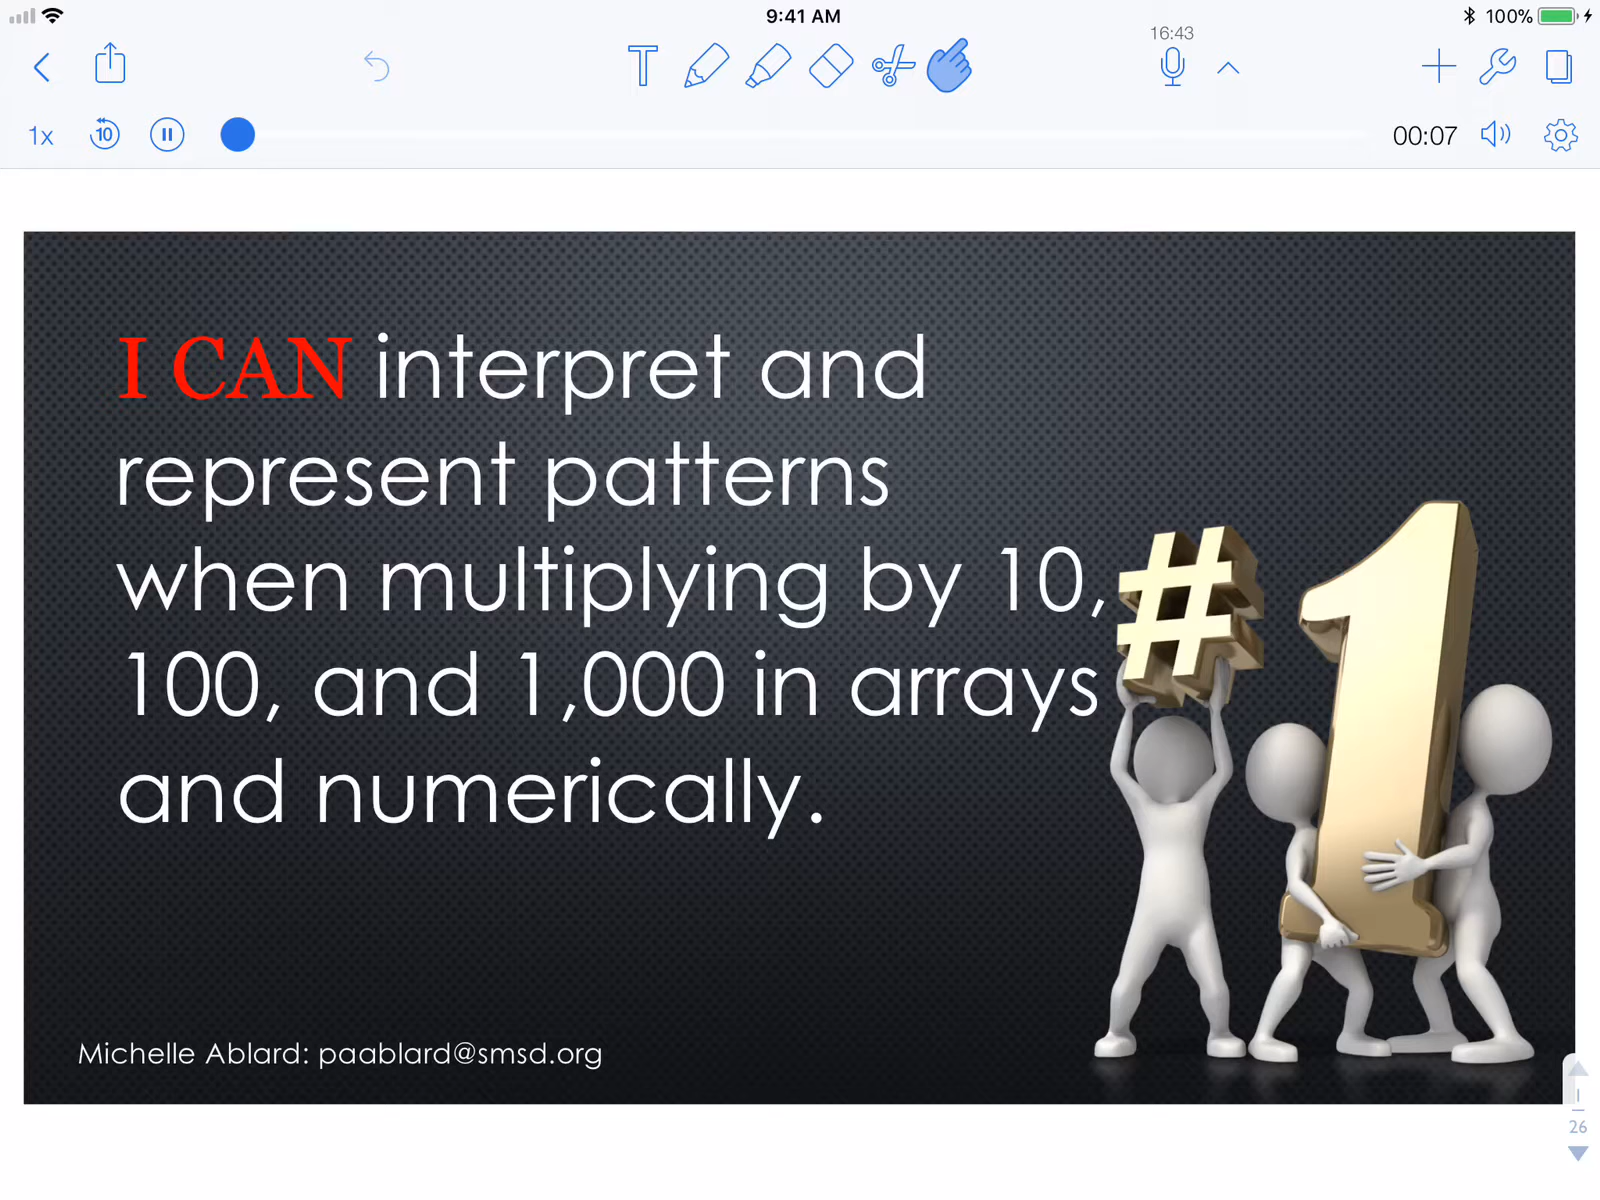 9:41 AM
100%
16:43
T
1x
10
00:07
I CAN interpret and
represent patterns
when multiplying by 10,
100, and 1,000 in arrays
and numerically.
#1
Michelle Ablard: paablard@smsd.org
1
26